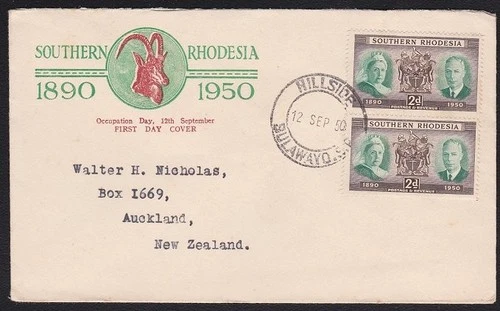 SOUTHERN RHODESIA
1890 1950
Occupation Day, 12th September
FIRST DAY COVER
SOUTHERN RHODESIA
1890 2d 1950
POSTAGE & REVENUE
HILLSIDE
12 SEP 50
BULAWAYO. S.R.
SOUTHERN RHODESIA
1890 2d 1950
POSTAGE & REVENUE
Walter H. Nicholas,
Box 1669,
Auckland,
New Zealand.